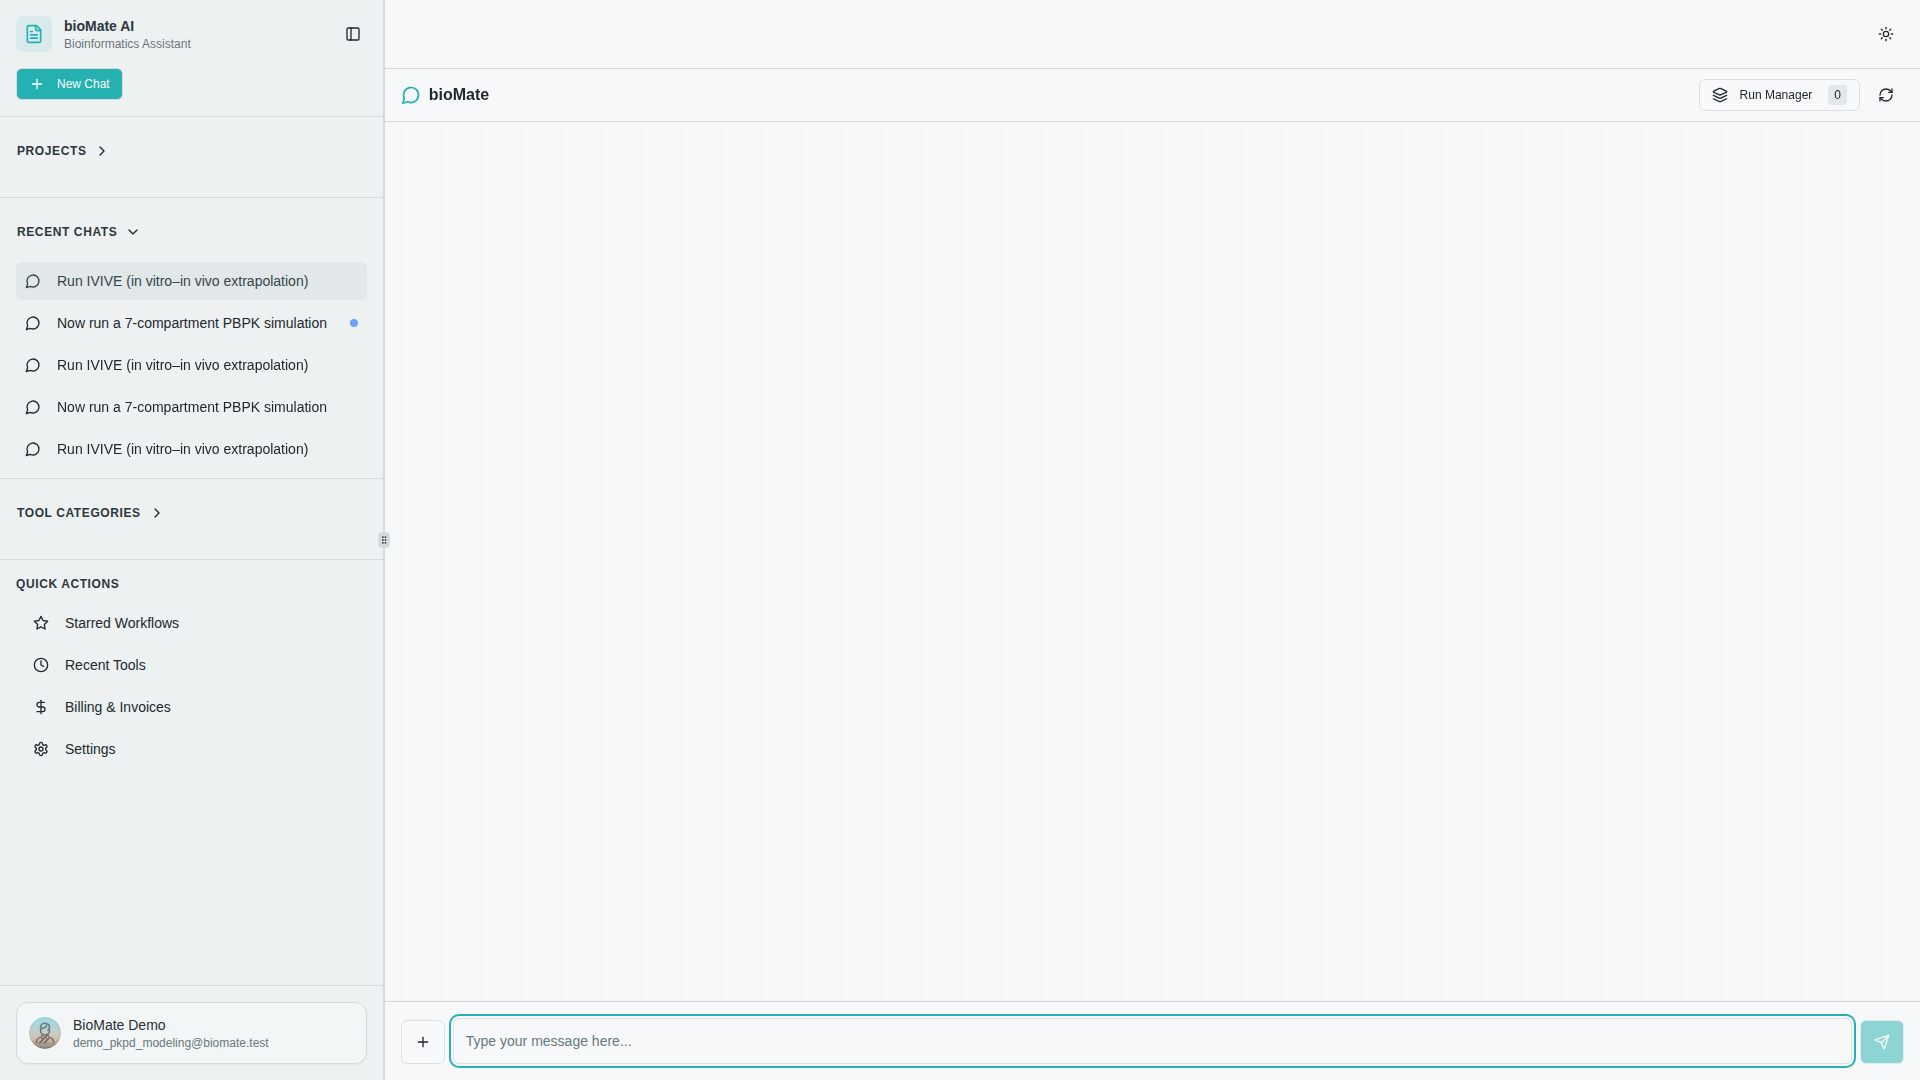 bioMate AI
Bioinformatics Assistant
New Chat
PROJECTS
RECENT CHATS
Run IVIVE (in vitro–in vivo extrapolation)
Now run a 7-compartment PBPK simulation
Run IVIVE (in vitro–in vivo extrapolation)
Now run a 7-compartment PBPK simulation
Run IVIVE (in vitro–in vivo extrapolation)
TOOL CATEGORIES
QUICK ACTIONS
Starred Workflows
Recent Tools
Billing & Invoices
Settings
BioMate Demo
demo_pkpd_modeling@biomate.test
bioMate
Run Manager 0
Type your message here...